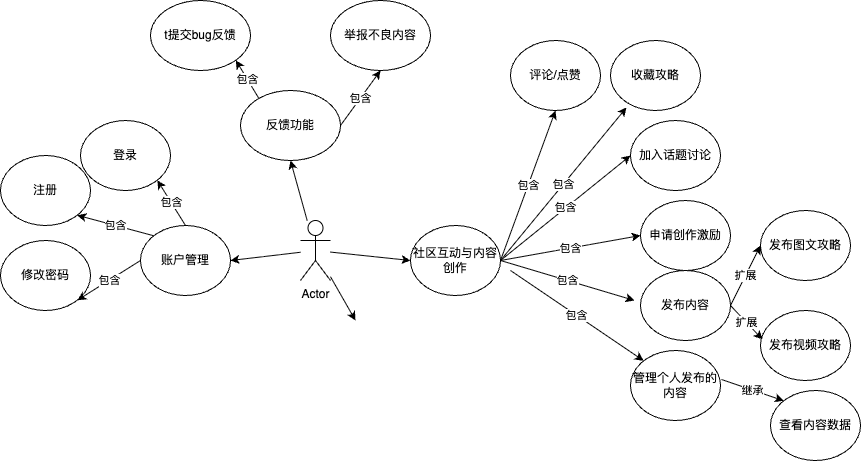 t提交bug反馈
举报不良内容
包含
包含
反馈功能
评论/点赞
收藏攻略
加入话题讨论
登录
注册
修改密码
包含
包含
包含
账户管理
Actor
社区互动与内容
创作
包含
包含
包含
包含
包含
包含
申请创作激励
发布内容
扩展
扩展
发布图文攻略
发布视频攻略
管理个人发布的
内容
继承
查看内容数据